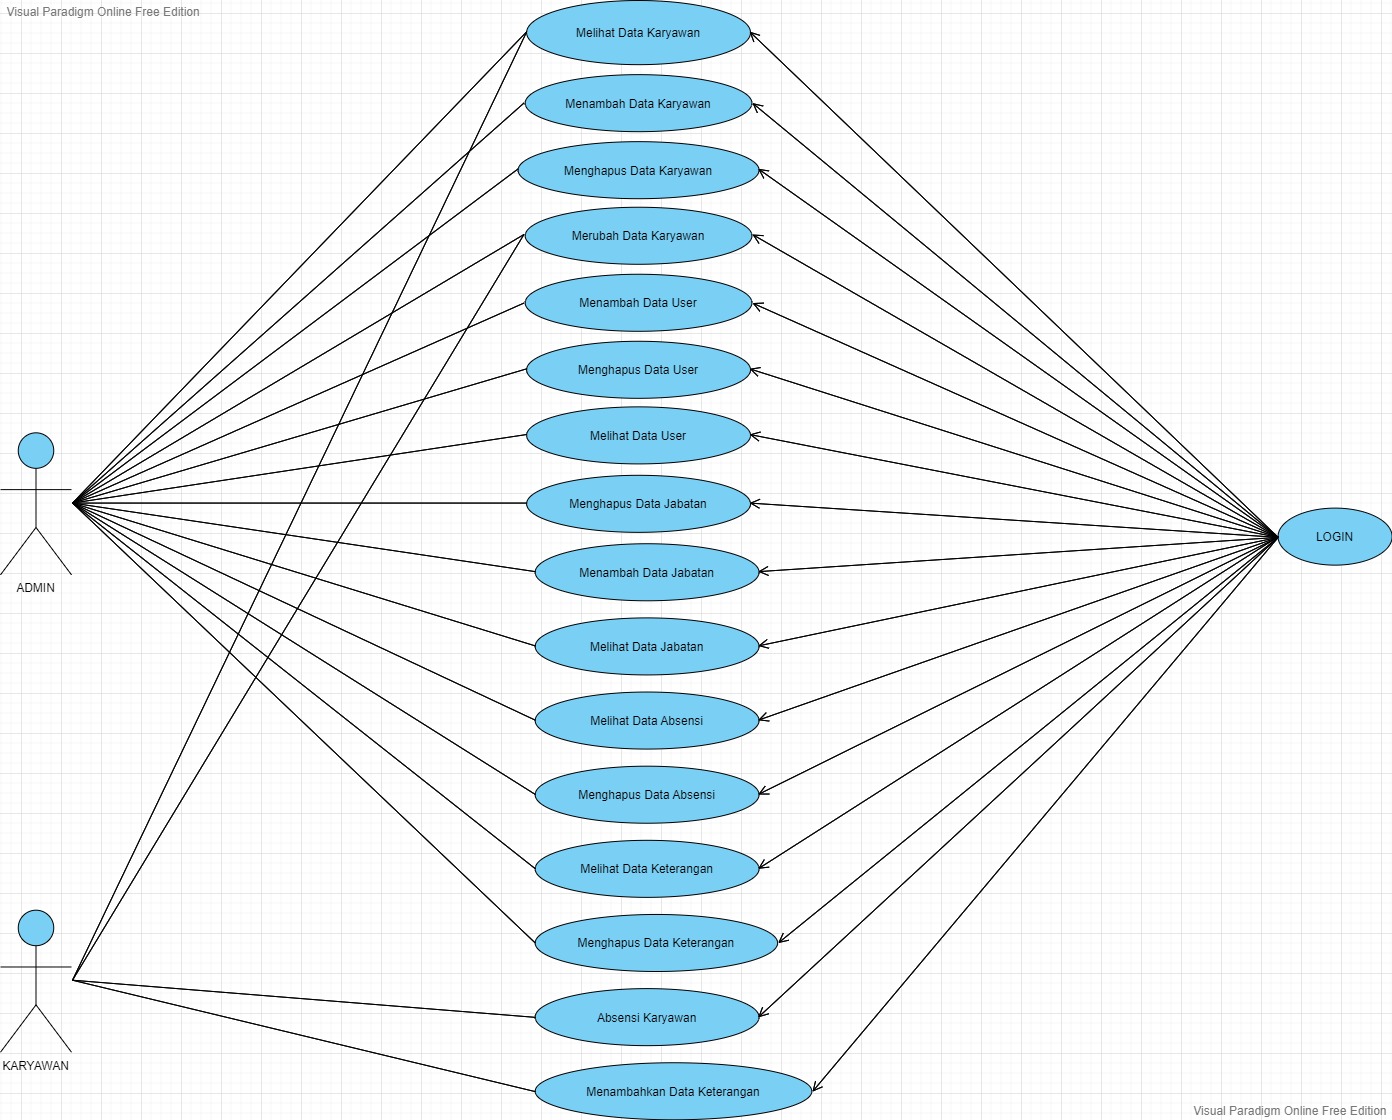 Visual Paradigm Online Free Edition
Melihat Data Karyawan
Menambah Data Karyawan
Menghapus Data Karyawan
Merubah Data Karyawan
Menambah Data User
Menghapus Data User
Melihat Data User
Menghapus Data Jabatan
LOGIN
Menambah Data Jabatan
ADMIN
Melihat Data Jabatan
Melihat Data Absensi
Menghapus Data Absensi
Melihat Data Keterangan
Menghapus Data Keterangan
Absensi Karyawan
KARYAWAN
Menambahkan Data Keterangan
Visual Paradigm Online Free Edition